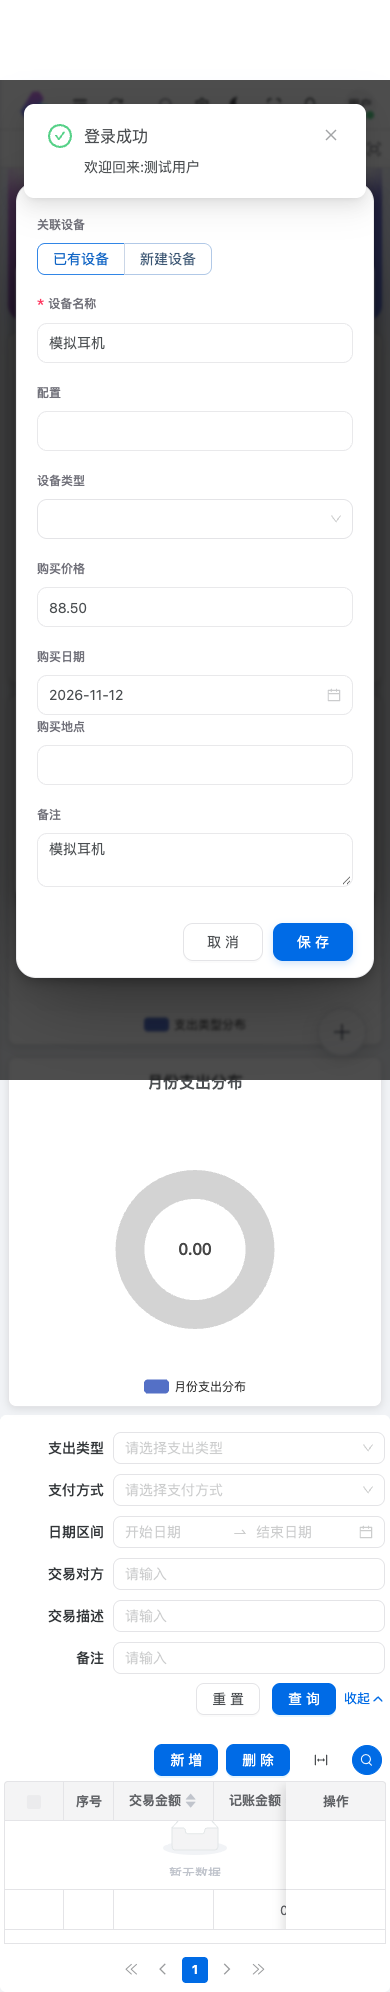 登录成功
欢迎回来:测试用户
关联设备
已有设备 新建设备
* 设备名称
模拟耳机
配置
设备类型
购买价格
88.50
购买日期
2026-11-12
购买地点
备注
模拟耳机
取 消 保 存
支出类型分布
月份支出分布
0.00
月份支出分布
支出类型 请选择支出类型
支付方式 请选择支付方式
日期区间 开始日期 结束日期
交易对方 请输入
交易描述 请输入
备注 请输入
重 置 查 询 收起
新 增 删 除
序号 交易金额 记账金额 操作
暂无数据
0
1